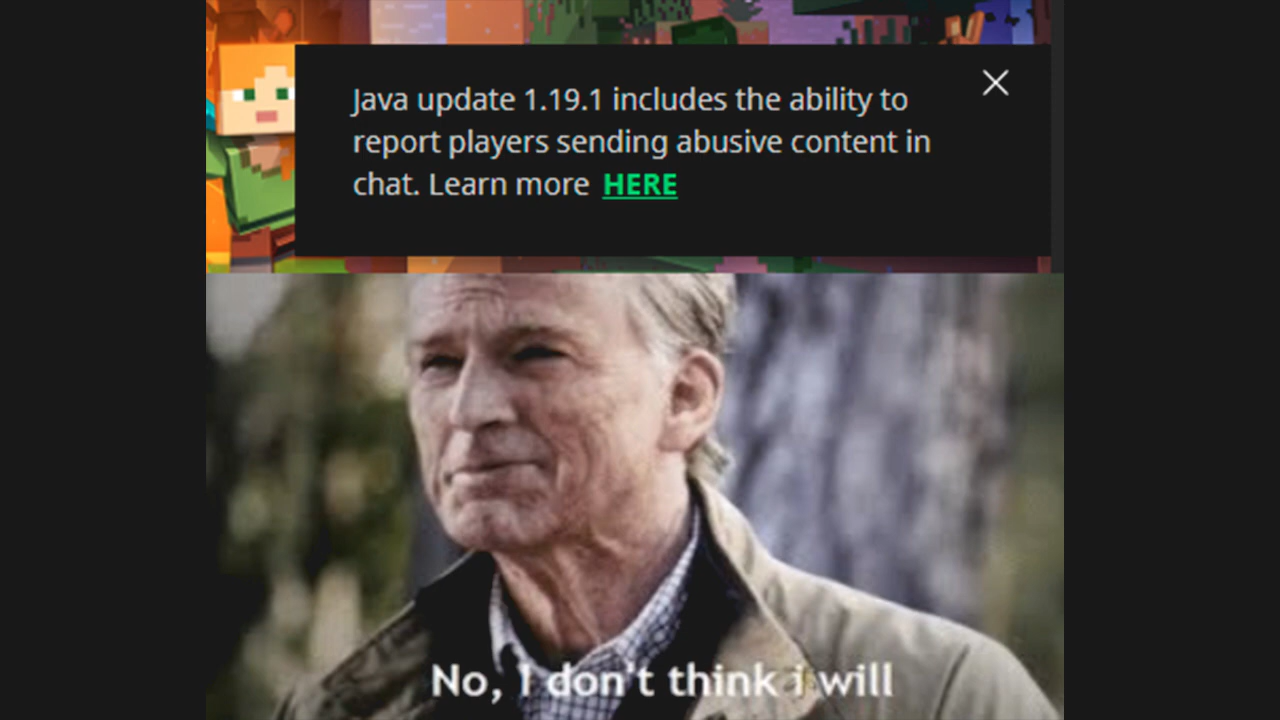 Java update 1.19.1 includes the ability to
report players sending abusive content in
chat. Learn more HERE
No, I don't think i will